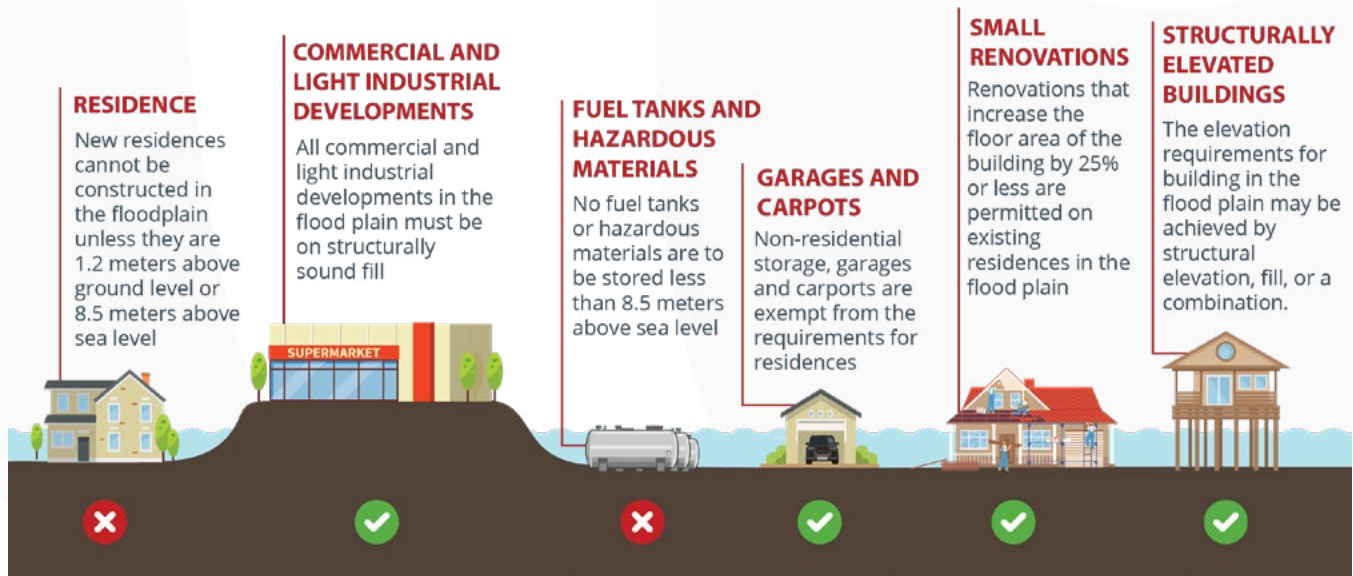 RESIDENCE
New residences
cannot be
constructed in
the floodplain
unless they are
1.2 meters above
ground level or
8.5 meters above
sea level
COMMERCIAL AND
LIGHT INDUSTRIAL
DEVELOPMENTS
All commercial and
light industrial
developments in the
flood plain must be
on structurally
sound fill
SUPERMARKET
FUEL TANKS AND
HAZARDOUS
MATERIALS
No fuel tanks
or hazardous
materials are to
be stored less
than 8.5 meters
above sea level
GARAGES AND
CARPOTS
Non-residential
storage, garages
and carports are
exempt from the
requirements for
residences
SMALL
RENOVATIONS
Renovations that
increase the
floor area of the
building by 25%
or less are
permitted on
existing
residences in the
flood plain
STRUCTURALLY
ELEVATED
BUILDINGS
The elevation
requirements for
building in the
flood plain may be
achieved by
structural
elevation, fill, or a
combination.